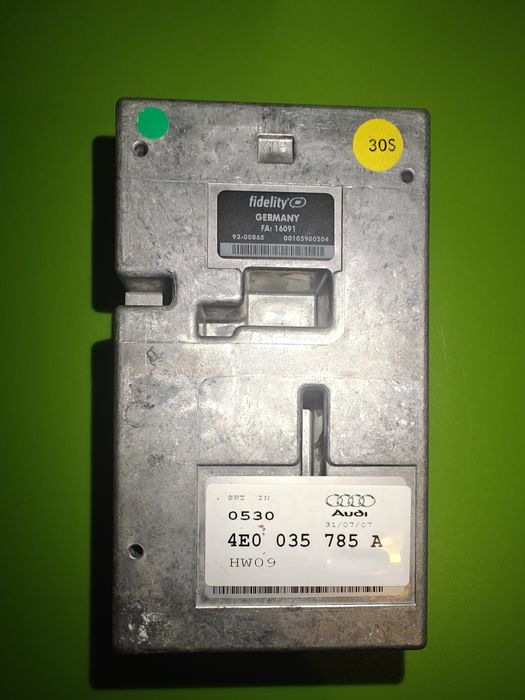 30S
fidelity
GERMANY
FA: 16091
93-00865 00105900204
BWT IN
0530
Audi
31/07/07
4E0 035 785 A
HW09